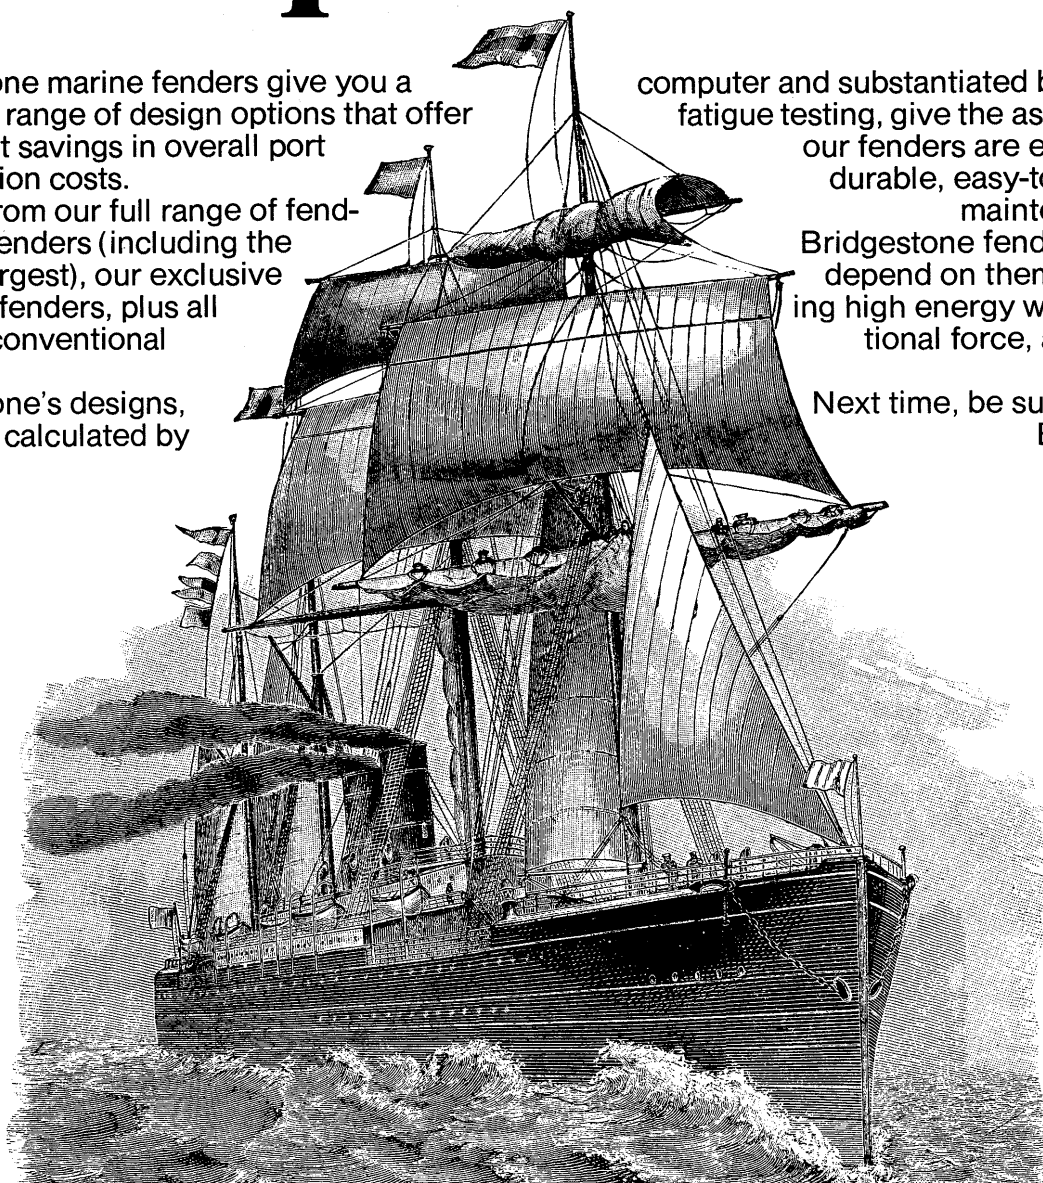 one marine fenders give you a
range of design options that offer
t savings in overall port
ion costs.
rom our full range of fend-
enders (including the
rgest), our exclusive
fenders, plus all
conventional
one's designs,
calculated by
computer and substantiated b
fatigue testing, give the as
our fenders are e
durable, easy-t
maint
Bridgestone fend
depend on them
ing high energy w
tional force,
Next time, be su